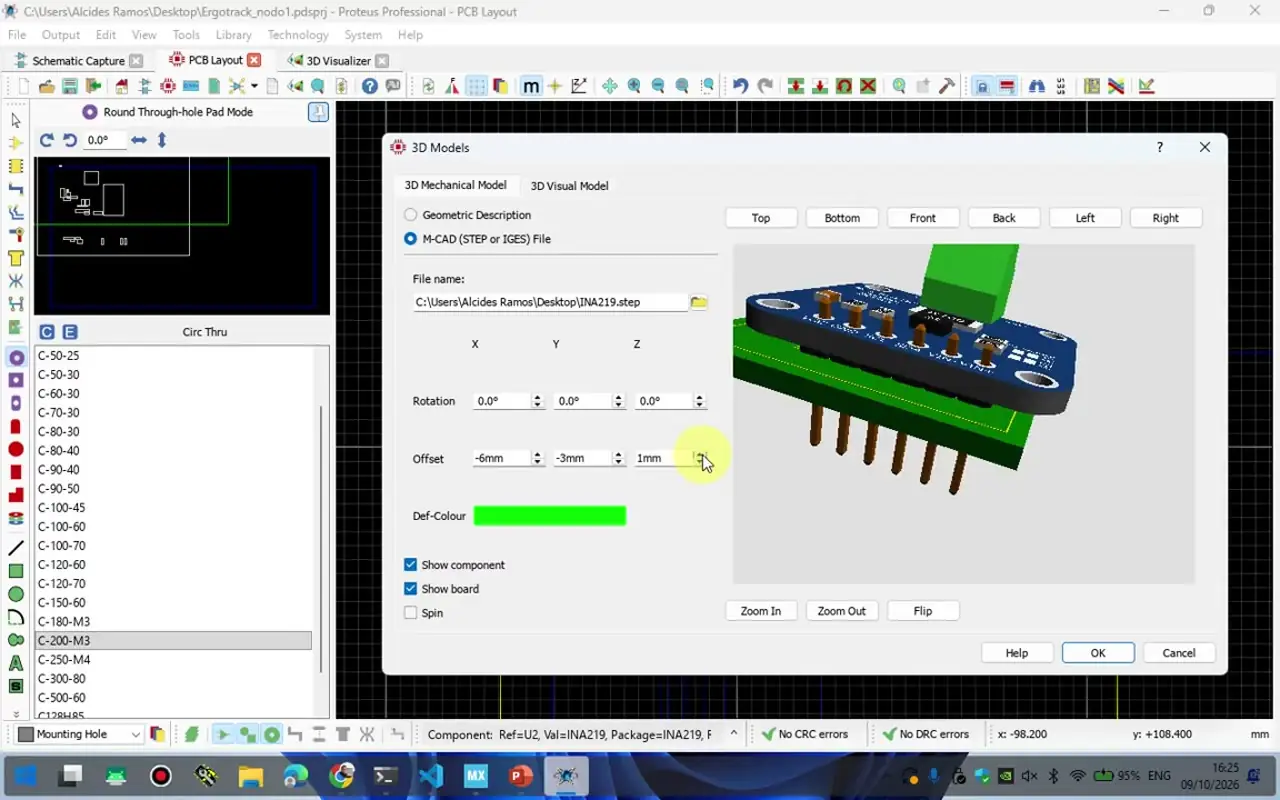 C:\Users\Alcides Ramos\Desktop\Ergotrack_nodo1.pdsprj - Proteus Professional - PCB Layout
File Output Edit View Tools Library Technology System Help
Schematic Capture PCB Layout 3D Visualizer
Round Through-hole Pad Mode
0.0°
C E Circ Thru
C-50-25
C-50-30
C-60-30
C-70-30
C-80-30
C-80-40
C-90-40
C-90-50
C-100-45
C-100-60
C-100-70
C-120-60
C-120-70
C-150-60
C-180-M3
C-200-M3
C-250-M4
C-300-80
C-500-60
C128H85
3D Models
3D Mechanical Model 3D Visual Model
Geometric Description
M-CAD (STEP or IGES) File
File name:
C:\Users\Alcides Ramos\Desktop\INA219.step
X Y Z
Rotation 0.0° 0.0° 0.0°
Offset -6mm -3mm 1mm
Def-Colour
Show component
Show board
Spin
Top Bottom Front Back Left Right
Zoom In Zoom Out Flip
Help OK Cancel
Mounting Hole
Component: Ref=U2, Val=INA219, Package=INA219, F
No CRC errors
No DRC errors
x: -98.200 y: +108.400 mm
MX
95% ENG
16:25
09/10/2026